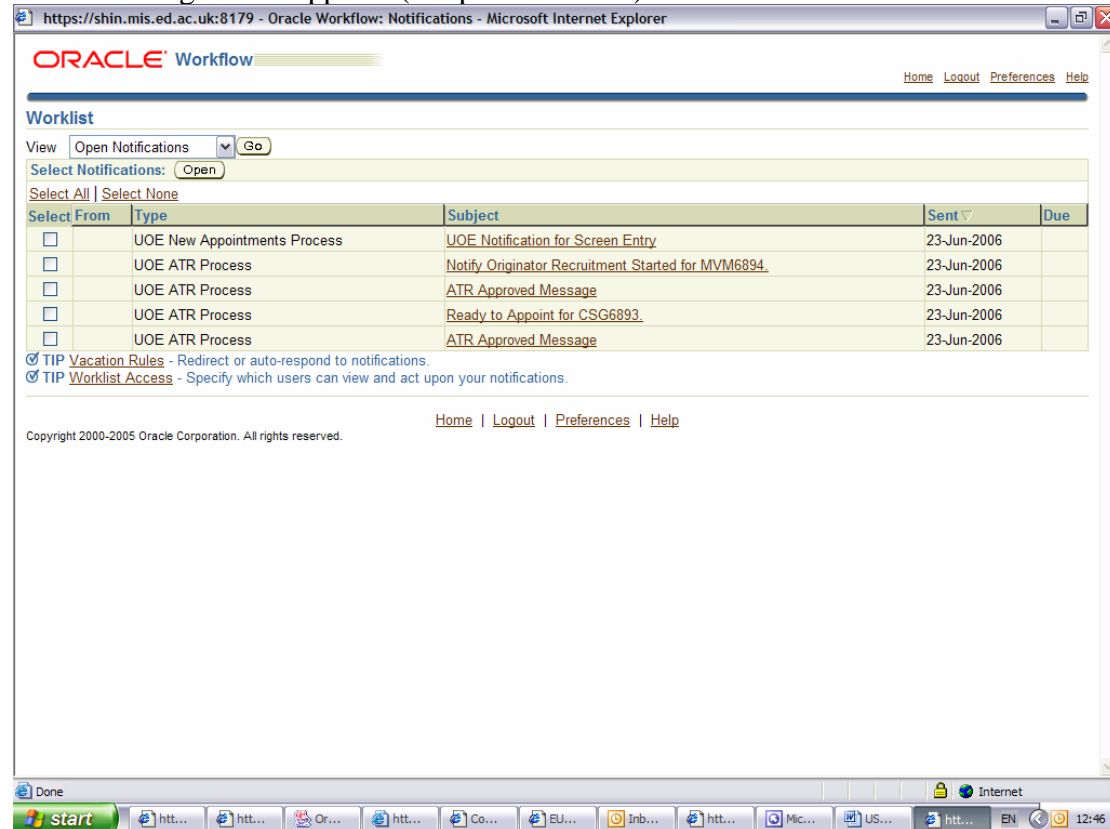 https://shin.mis.ed.ac.uk:8179 - Oracle Workflow: Notifications - Microsoft Internet Explorer
ORACLE Workflow
Home Logout Preferences Help
Worklist
View Open Notifications Go
Select Notifications: Open
Select All | Select None
Select From Type Subject Sent Due
UOE New Appointments Process UOE Notification for Screen Entry 23-Jun-2006
UOE ATR Process Notify Originator Recruitment Started for MVM6894. 23-Jun-2006
UOE ATR Process ATR Approved Message 23-Jun-2006
UOE ATR Process Ready to Appoint for CSG6893. 23-Jun-2006
UOE ATR Process ATR Approved Message 23-Jun-2006
TIP Vacation Rules - Redirect or auto-respond to notifications.
TIP Worklist Access - Specify which users can view and act upon your notifications.
Home | Logout | Preferences | Help
Copyright 2000-2005 Oracle Corporation. All rights reserved.
Done Internet
start htt... htt... Or... htt... Co... EU... Inb... htt... Mic... US... htt... EN 12:46